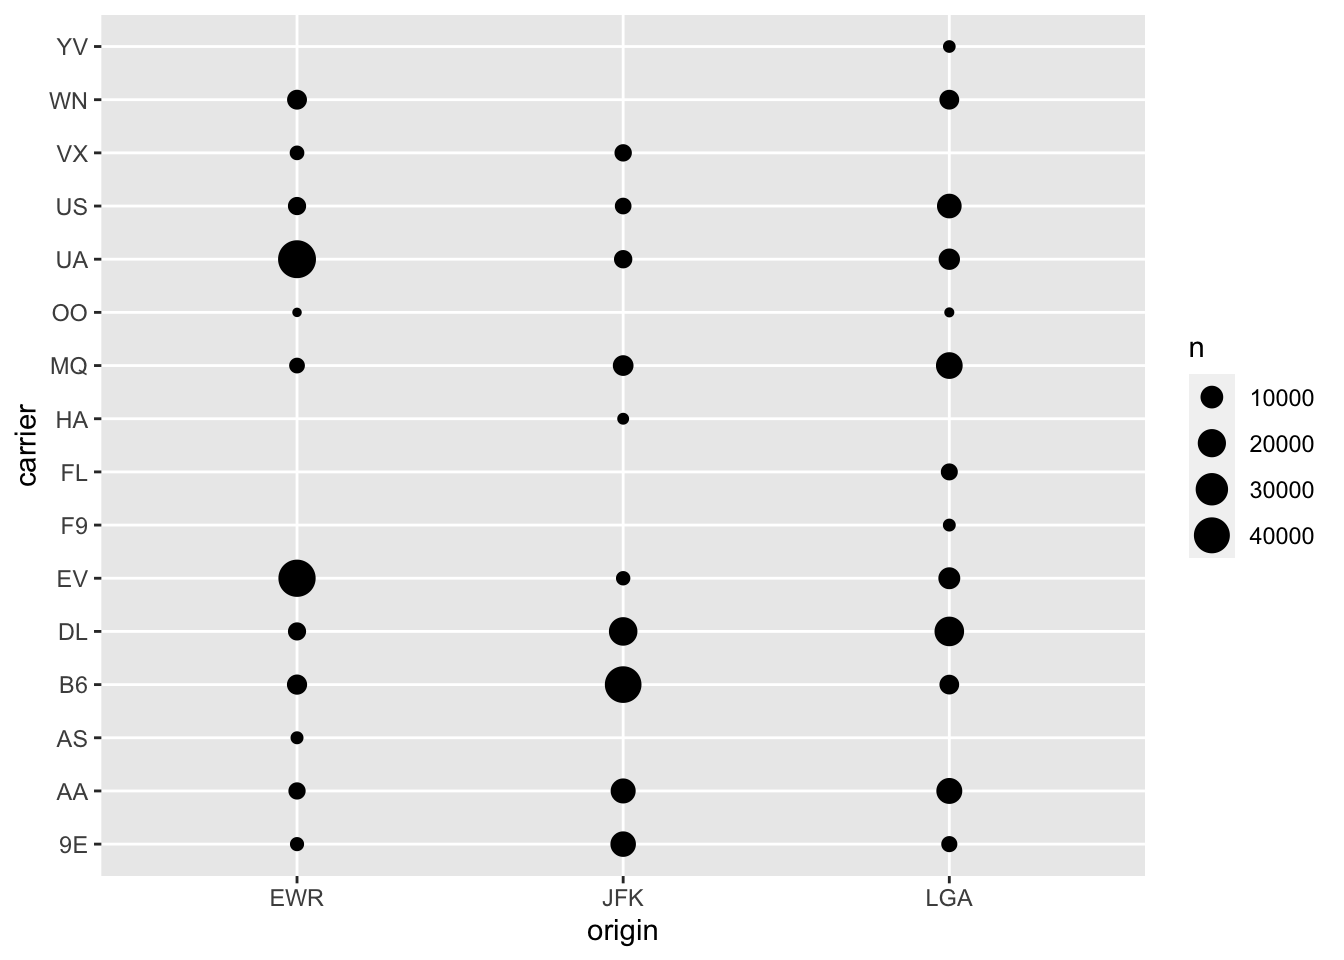 YV
WN
VX
US
UA
OO
MQ
HA
FL
F9
EV
DL
B6
AS
AA
9E
carrier
EWR JFK LGA
origin
n
10000
20000
30000
40000